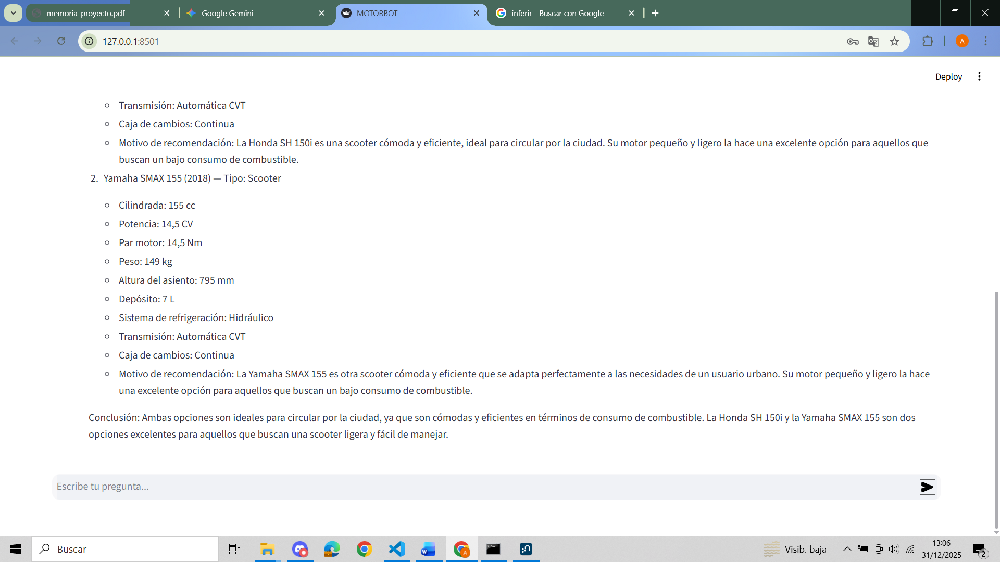 memoria_proyecto.pdf
Google Gemini
MOTORBOT
inferir - Buscar con Google
127.0.0.1:8501
A
Deploy
Transmisión: Automática CVT
Caja de cambios: Continua
Motivo de recomendación: La Honda SH 150i es una scooter cómoda y eficiente, ideal para circular por la ciudad. Su motor pequeño y ligero la hace una excelente opción para aquellos que
buscan un bajo consumo de combustible.
2. Yamaha SMAX 155 (2018) — Tipo: Scooter
Cilindrada: 155 cc
Potencia: 14,5 CV
Par motor: 14,5 Nm
Peso: 149 kg
Altura del asiento: 795 mm
Depósito: 7 L
Sistema de refrigeración: Hidráulico
Transmisión: Automática CVT
Caja de cambios: Continua
Motivo de recomendación: La Yamaha SMAX 155 es otra scooter cómoda y eficiente que se adapta perfectamente a las necesidades de un usuario urbano. Su motor pequeño y ligero la hace
una excelente opción para aquellos que buscan un bajo consumo de combustible.
Conclusión: Ambas opciones son ideales para circular por la ciudad, ya que son cómodas y eficientes en términos de consumo de combustible. La Honda SH 150i y la Yamaha SMAX 155 son dos
opciones excelentes para aquellos que buscan una scooter ligera y fácil de manejar.
Escribe tu pregunta...
Buscar
Visib. baja
13:06
31/12/2025
2